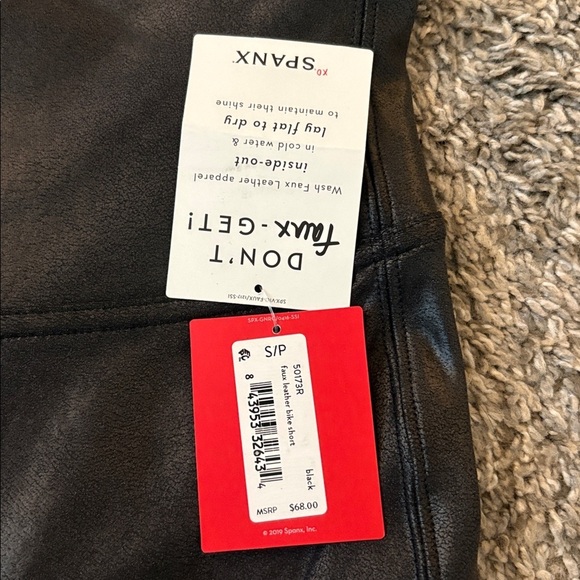 DON'T
faux-GET!
Wash Faux Leather apparel
inside-out
in cold water &
lay flat to dry
to maintain their shine
XO,
SPANX
S/P
50173R
faux leather bike short
black
8 43953 32643 4
MSRP $68.00
© 2019 Spanx, Inc.